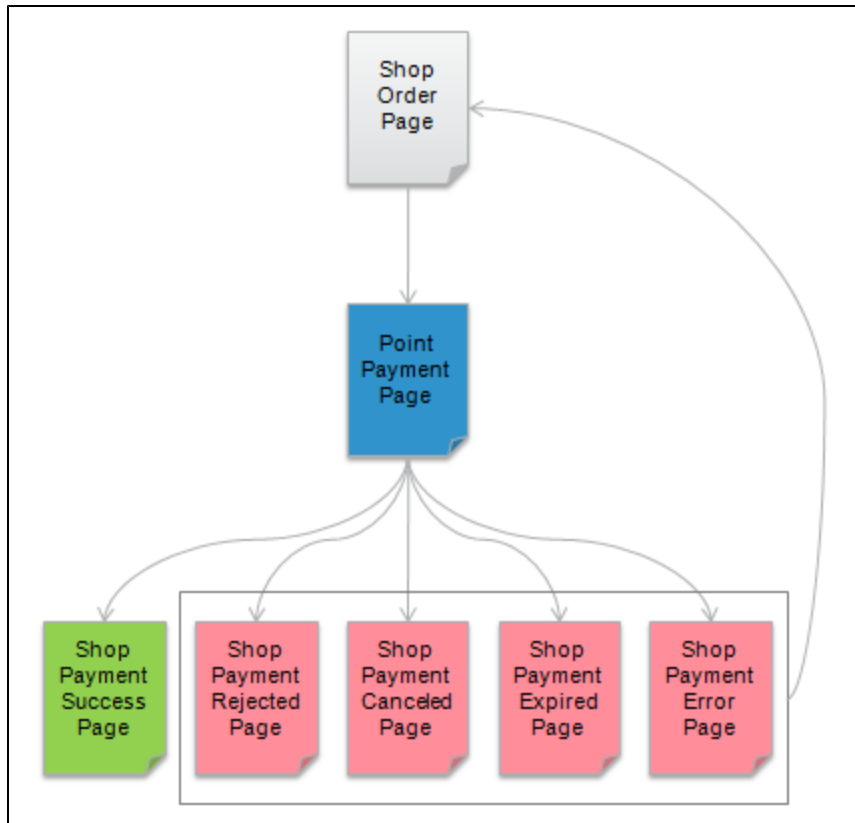 Shop
Order
Page
Point
Payment
Page
Shop
Payment
Success
Page
Shop
Payment
Rejected
Page
Shop
Payment
Canceled
Page
Shop
Payment
Expired
Page
Shop
Payment
Error
Page